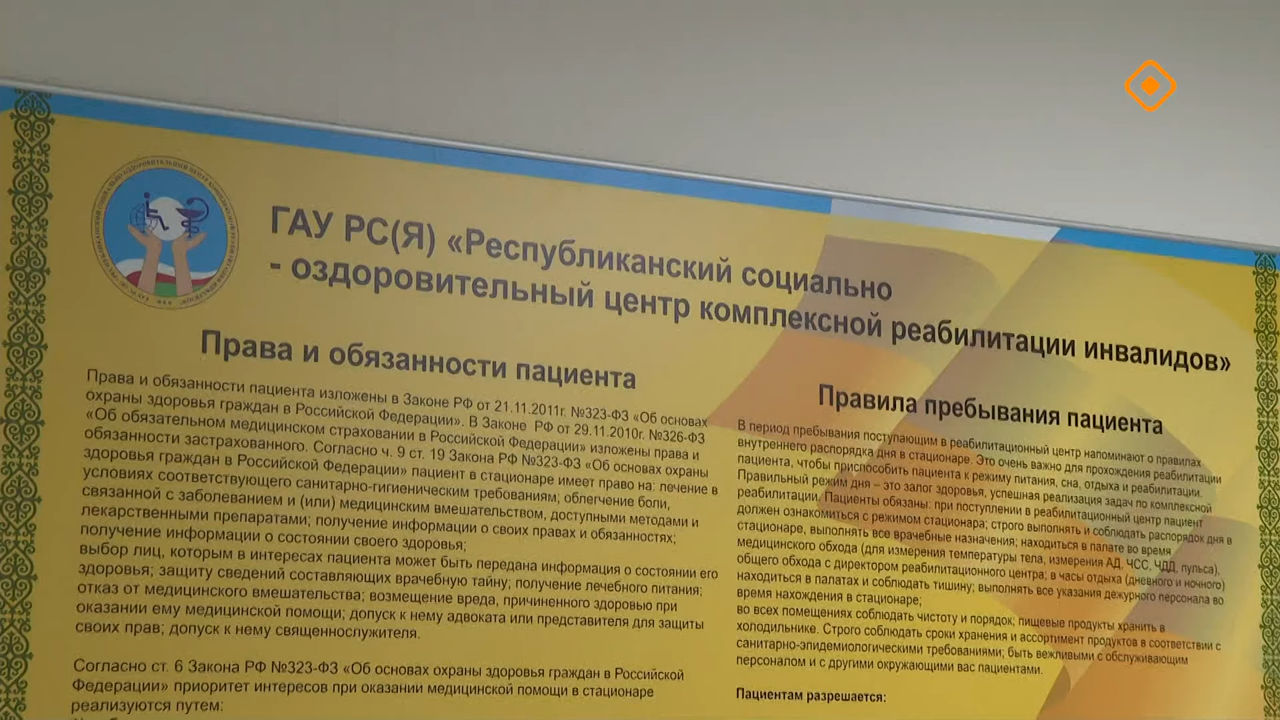 ГАУ РС(Я) «Республиканский социально
- оздоровительный центр комплексной реабилитации инвалидов»
Права и обязанности пациента
Права и обязанности пациента изложены в Законе РФ от 21.11.2011г. №323-ФЗ «Об основах
охраны здоровья граждан в Российской Федерации». В Законе РФ от 29.11.2010г. №326-ФЗ
«Об обязательном медицинском страховании в Российской Федерации» изложены права и
обязанности застрахованного. Согласно ч. 9 ст. 19 Закона РФ №323-ФЗ «Об основах охраны
здоровья граждан в Российской Федерации» пациент в стационаре имеет право на: лечение в
условиях соответствующего санитарно-гигиеническим требованиям; облегчение боли,
связанной с заболеванием и (или) медицинским вмешательством, доступными методами и
лекарственными препаратами; получение информации о своих правах и обязанностях;
получение информации о состоянии своего здоровья;
выбор лиц, которым в интересах пациента может быть передана информация о состоянии его
здоровья; защиту сведений составляющих врачебную тайну; получение лечебного питания;
отказ от медицинского вмешательства; возмещение вреда, причиненного здоровью при
оказании ему медицинской помощи; допуск к нему адвоката или представителя для защиты
своих прав; допуск к нему священнослужителя.
Согласно ст. 6 Закона РФ №323-ФЗ «Об основах охраны здоровья граждан в Российской
Федерации» приоритет интересов при оказании медицинской помощи в стационаре
реализуются путем:
Правила пребывания пациента
В период пребывания поступающим в реабилитационный центр напоминают о правилах
внутреннего распорядка дня в стационаре. Это очень важно для прохождения реабилитации
пациента, чтобы приспособить пациента к режиму питания, сна, отдыха и реабилитации.
Правильный режим дня – это залог здоровья, успешная реализация задач по комплексной
реабилитации. Пациенты обязаны: при поступлении в реабилитационный центр пациент
должен ознакомиться с режимом стационара; строго выполнять и соблюдать распорядок дня в
стационаре, выполнять все врачебные назначения; находиться в палате во время
медицинского обхода (для измерения температуры тела, измерения АД, ЧСС, ЧДД, пульса),
общего обхода с директором реабилитационного центра; в часы отдыха (дневного и ночного)
находиться в палатах и соблюдать тишину; выполнять все указания дежурного персонала во
время нахождения в стационаре;
во всех помещениях соблюдать чистоту и порядок; пищевые продукты хранить в
холодильнике. Строго соблюдать сроки хранения и ассортимент продуктов в соответствии с
санитарно-эпидемиологическими требованиями; быть вежливыми с обслуживающим
персоналом и с другими окружающими вас пациентами.
Пациентам разрешается: